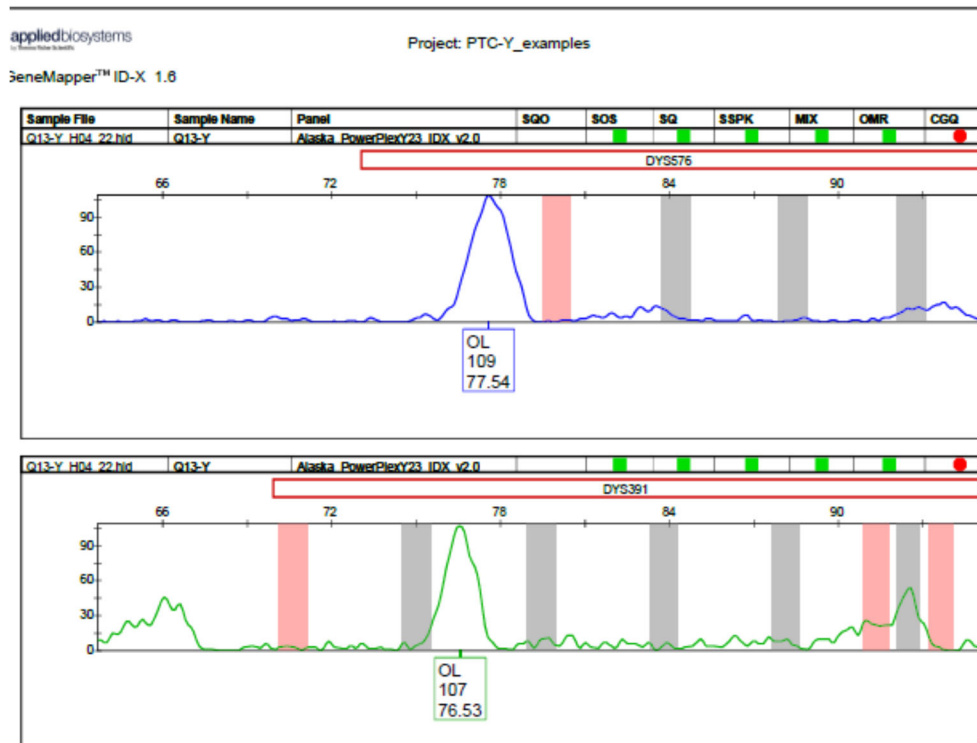 appliedbiosystems
Project: PTC-Y_examples
GeneMapper™ ID-X 1.6
Sample File Sample Name Panel SQO SOS SQ SSPK MIX OMR CGQ
Q13-Y_H04_22.hid Q13-Y Alaska_PowerPlexY23_IDX_v2.0
DYS576
66 72 78 84 90
90
60
30
0
OL
109
77.54
Q13-Y_H04_22.hid Q13-Y Alaska_PowerPlexY23_IDX_v2.0
DYS391
66 72 78 84 90
90
60
30
0
OL
107
76.53